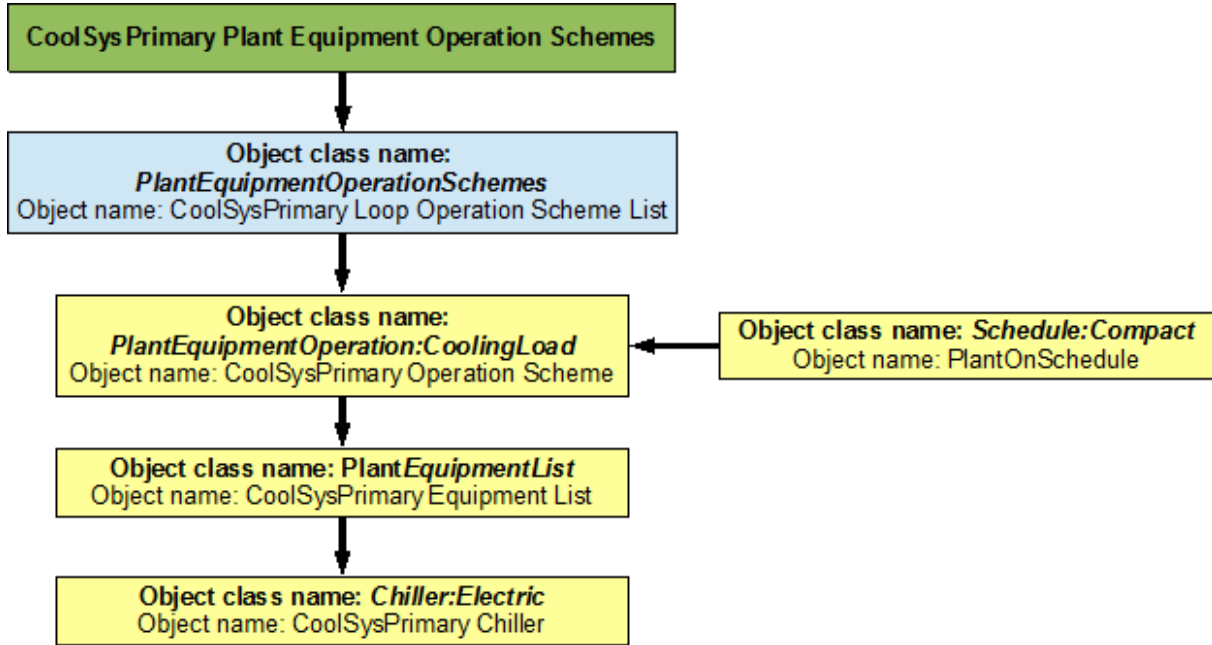 CoolSysPrimary Plant Equipment Operation Schemes
Object class name:
PlantEquipmentOperationSchemes
Object name: CoolSysPrimary Loop Operation Scheme List
Object class name:
PlantEquipmentOperation:CoolingLoad
Object name: CoolSysPrimary Operation Scheme
Object class name: Schedule:Compact
Object name: PlantOnSchedule
Object class name: PlantEquipmentList
Object name: CoolSysPrimary Equipment List
Object class name: Chiller:Electric
Object name: CoolSysPrimary Chiller